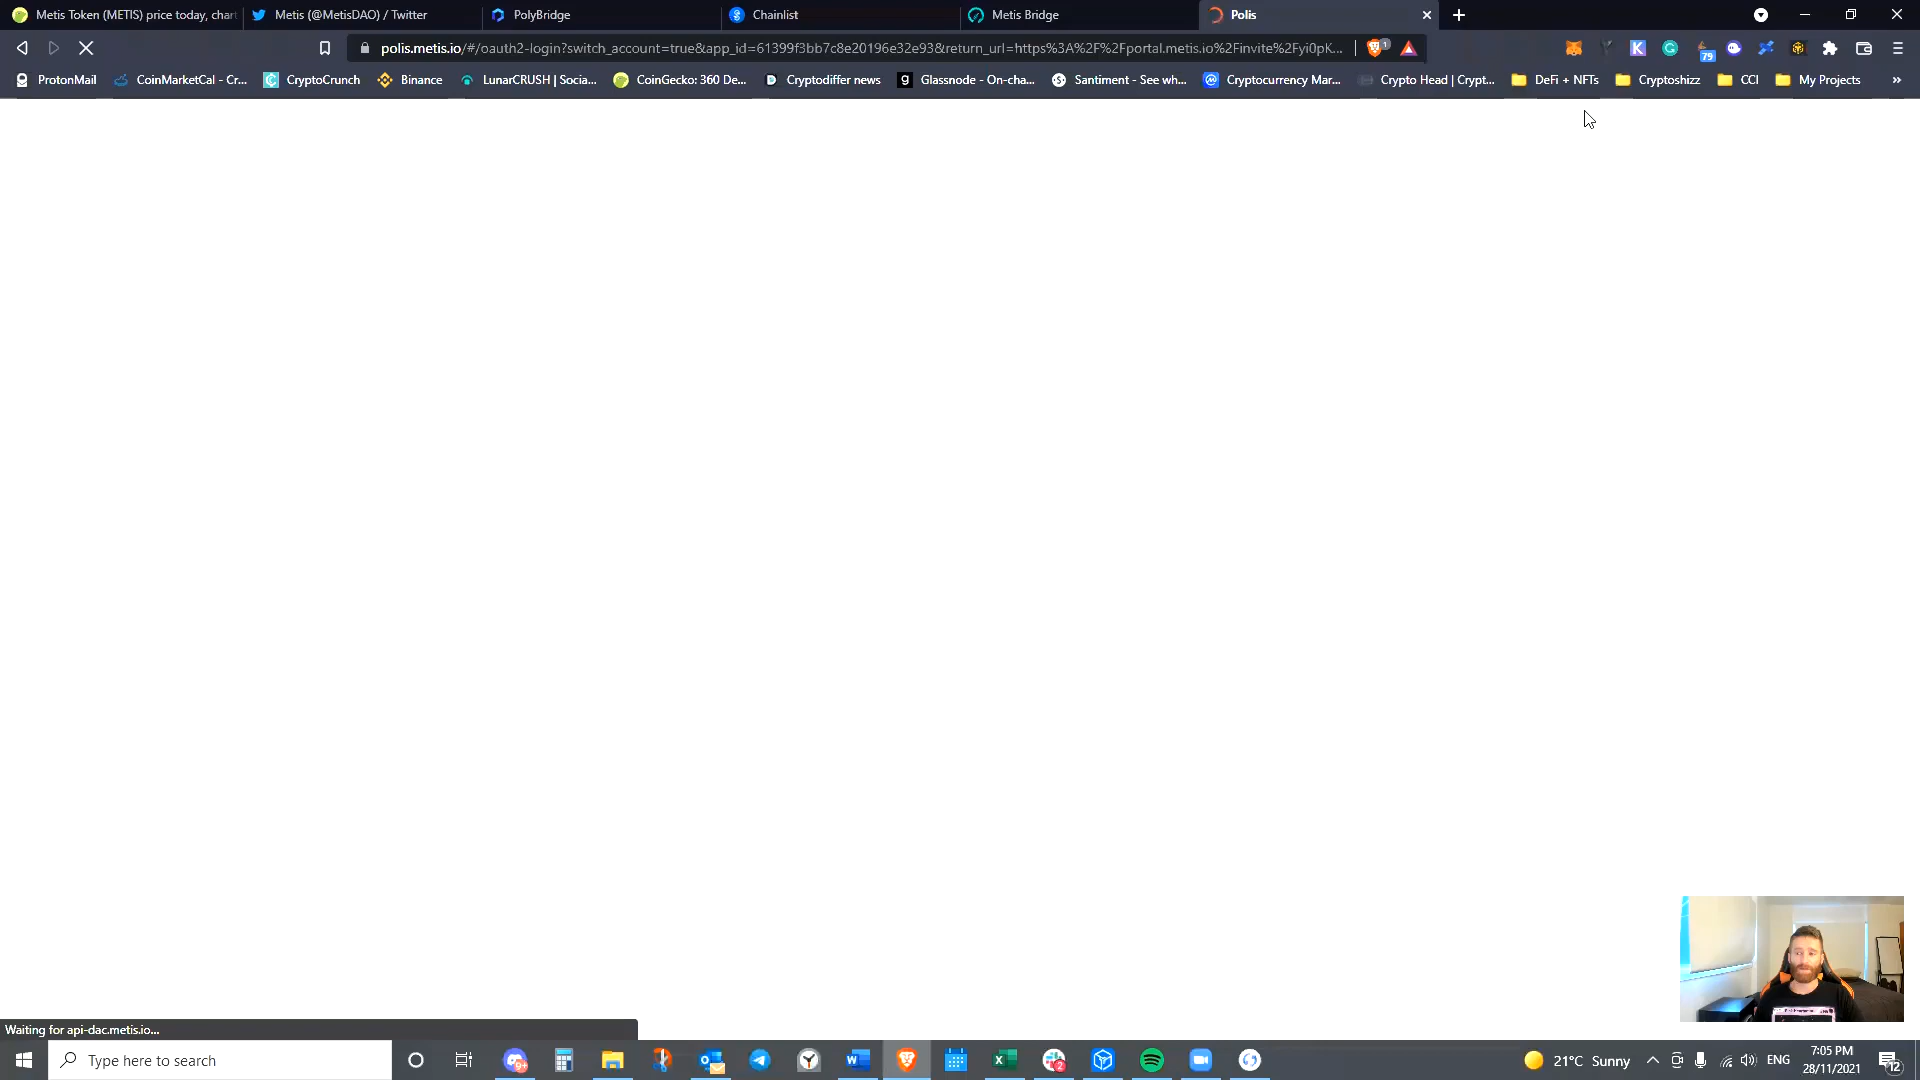 Metis Token (METIS) price today, char
Metis (@MetisDAO) / Twitter
PolyBridge
Chainlist
Metis Bridge
Polis
polis.metis.io/#/oauth2-login?switch_account=true&app_id=61399f3bb7c8e20196e32e93&return_url=https%3A%2F%2Fportal.metis.io%2Finvite%2Fyi0pK...
1
79
ProtonMail
CoinMarketCal - Cr...
CryptoCrunch
Binance
LunarCRUSH | Socia...
CoinGecko: 360 De...
Cryptodiffer news
Glassnode - On-cha...
Santiment - See wh...
Cryptocurrency Mar...
Crypto Head | Crypt...
DeFi + NFTs
Cryptoshizz
CCI
My Projects
Waiting for api-dac.metis.io...
Type here to search
21°C Sunny
ENG
7:05 PM
28/11/2021
12